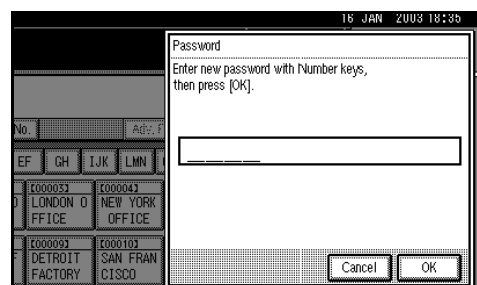 16 JAN 2003 18:35
Password
Enter new password with Number keys,
then press [OK].
No. Adv. F
EF GH IJK LMN
[00003] [00004]
LONDON O NEW YORK
FFICE OFFICE
[00009] [00010]
DETROIT SAN FRAN
FACTORY CISCO
Cancel OK